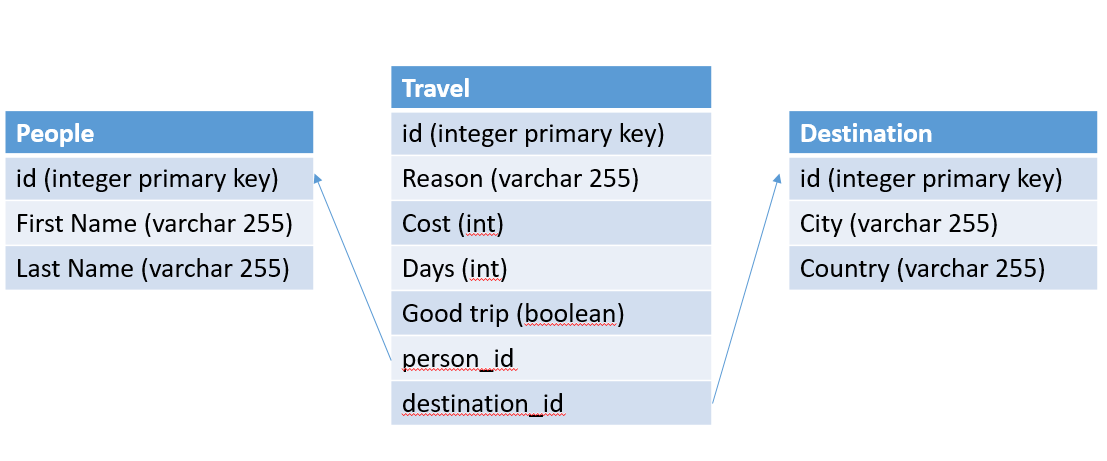 People
id (integer primary key)
First Name (varchar 255)
Last Name (varchar 255)
Travel
id (integer primary key)
Reason (varchar 255)
Cost (int)
Days (int)
Good trip (boolean)
person_id
destination_id
Destination
id (integer primary key)
City (varchar 255)
Country (varchar 255)